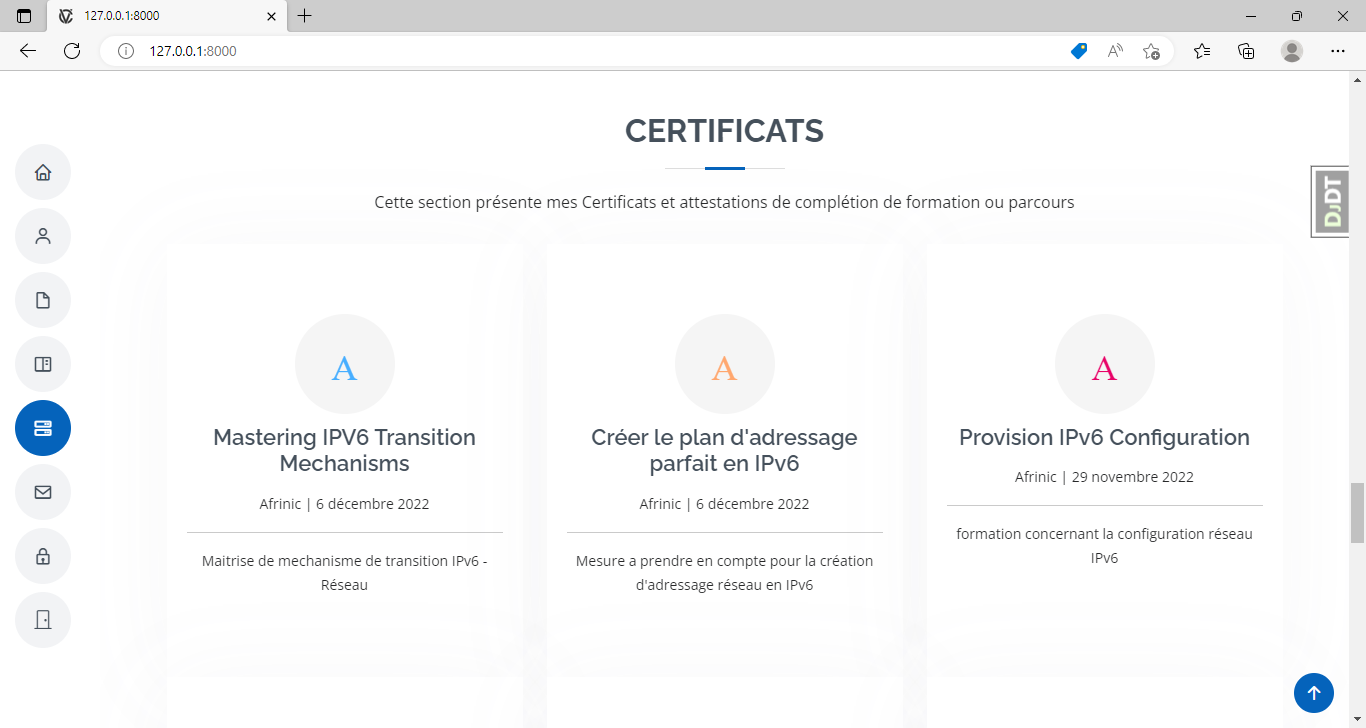 127.0.0.1:8000
127.0.0.1:8000
CERTIFICATS
Cette section présente mes Certificats et attestations de complétion de formation ou parcours
DjDT
A
Mastering IPV6 Transition
Mechanisms
Afrinic | 6 décembre 2022
Maitrise de mechanisme de transition IPv6 -
Réseau
A
Créer le plan d'adressage
parfait en IPv6
Afrinic | 6 décembre 2022
Mesure a prendre en compte pour la création
d'adressage réseau en IPv6
A
Provision IPv6 Configuration
Afrinic | 29 novembre 2022
formation concernant la configuration réseau
IPv6